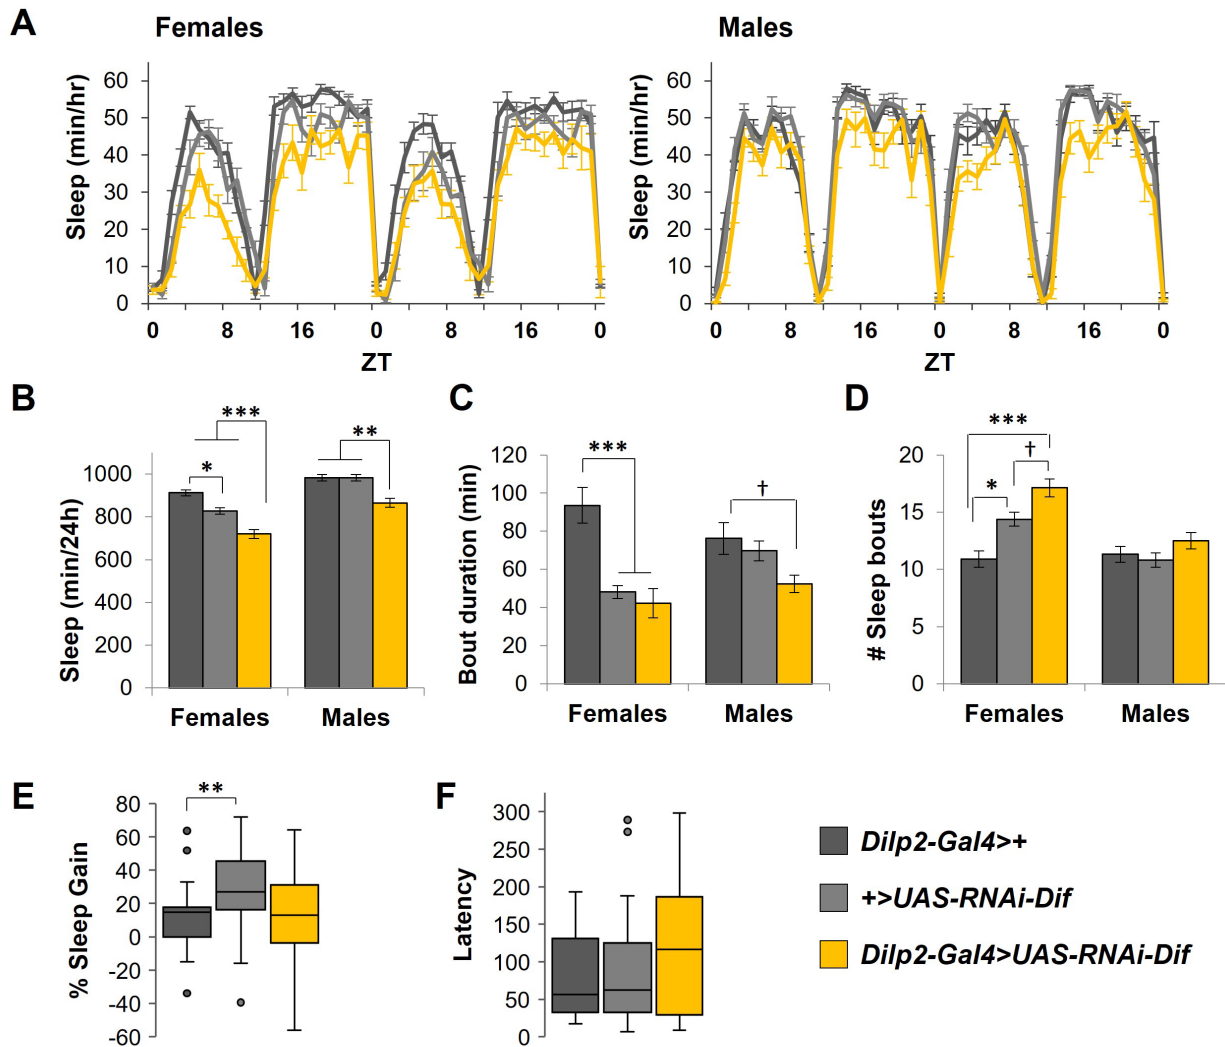 A
Females
Males
Sleep (min/hr)
60
50
40
30
20
10
0
0 8 16 0 8 16 0
ZT
Sleep (min/hr)
60
50
40
30
20
10
0
0 8 16 0 8 16 0
ZT
B
Sleep (min/24h)
1000
800
600
400
200
0
***
*
**
Females Males
C
Bout duration (min)
120
100
80
60
40
20
0
***
†
Females Males
D
# Sleep bouts
20
15
10
5
0
***
†
*
Females Males
E
% Sleep Gain
80
60
40
20
0
-20
-40
-60
**
F
Latency
300
250
200
150
100
50
0
Dilp2-Gal4>+
+>UAS-RNAi-Dif
Dilp2-Gal4>UAS-RNAi-Dif